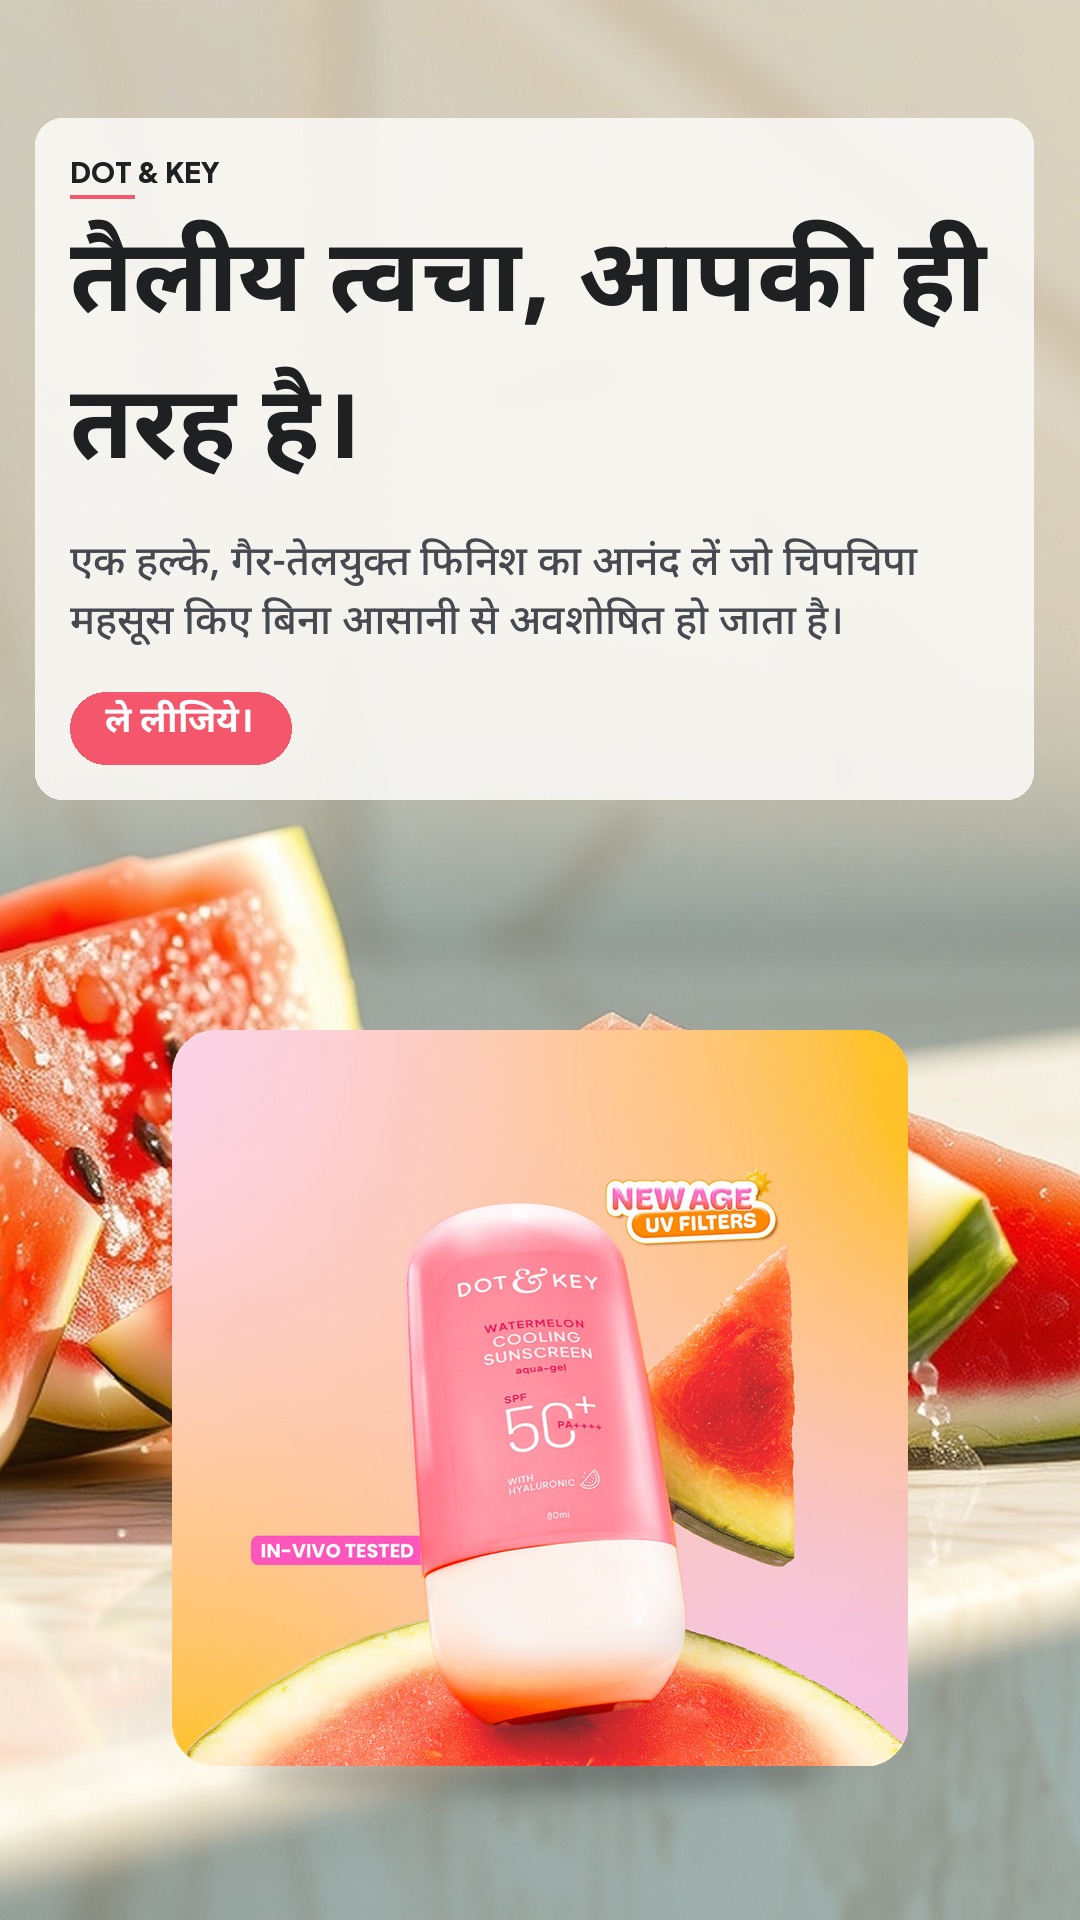 DOT & KEY
तैलीय त्वचा, आपकी ही
तरह है।
एक हल्के, गैर-तेलयुक्त फिनिश का आनंद लें जो चिपचिपा
महसूस किए बिना आसानी से अवशोषित हो जाता है।
ले लीजिये।
NEW AGE
UV FILTERS
DOT & KEY
WATERMELON
COOLING
SUNSCREEN
aqua-gel
SPF
50+
PA++++
WITH
HYALURONIC
80ml
IN-VIVO TESTED